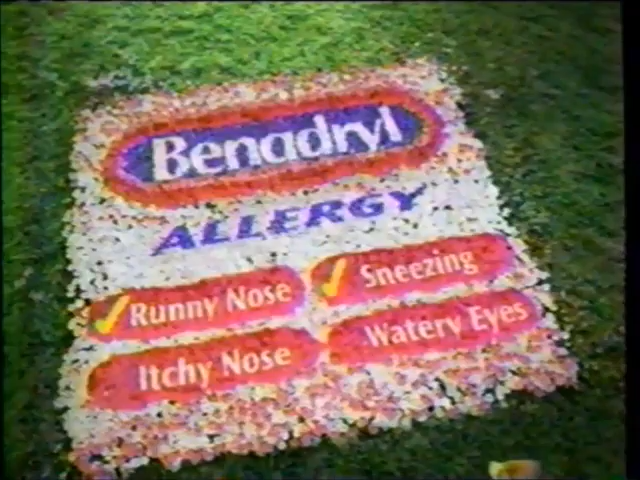 Benadryl
ALLERGY
Runny Nose
Sneezing
Itchy Nose
Watery Eyes